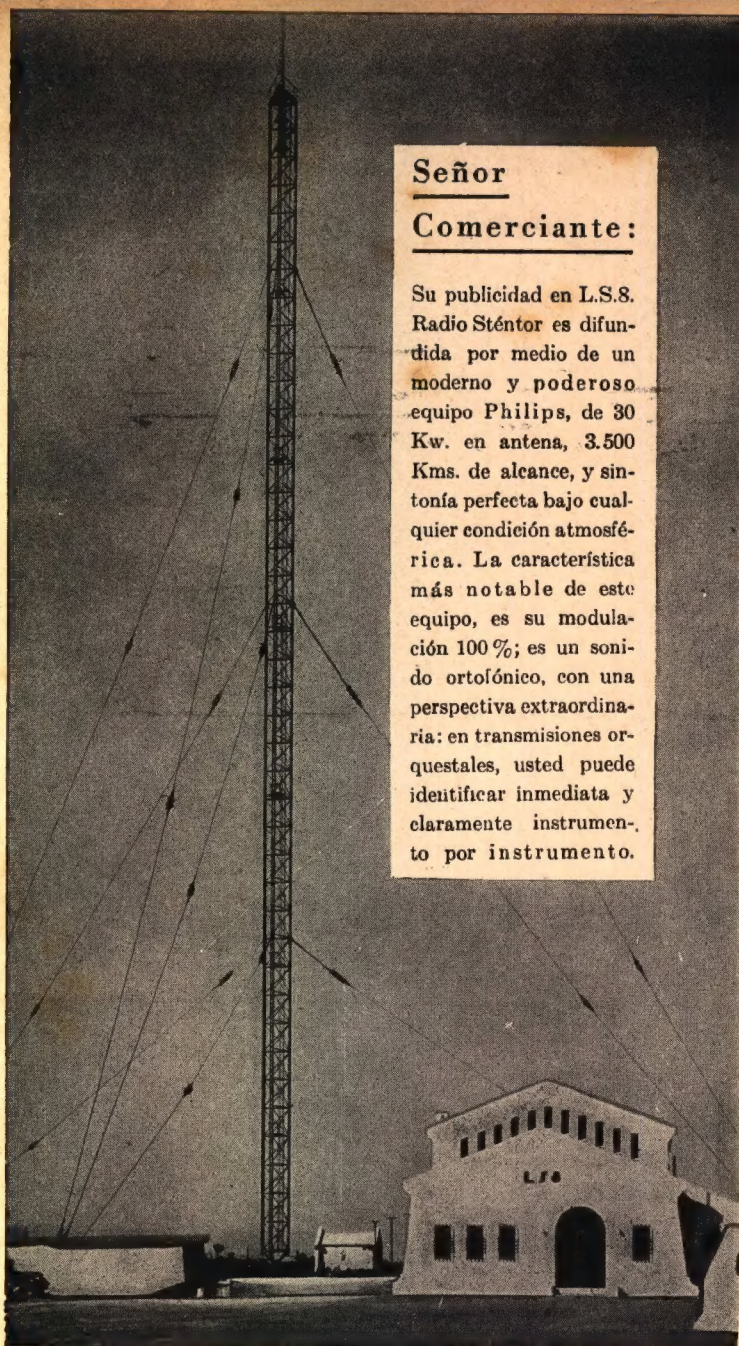 Señor
Comerciante:
Su publicidad en L.S.8.
Radio Sténtor es difun-
dida por medio de un
moderno y poderoso
equipo Philips, de 30
Kw. en antena, 3.500
Kms. de alcance, y sin-
tonía perfecta bajo cual-
quier condición atmosfé-
rica. La característica
más notable de este
equipo, es su modula-
ción 100%; es un soni-
do ortofónico, con una
perspectiva extraordina-
ria: en transmisiones or-
questales, usted puede
identificar inmediata y
claramente instrumen-
to por instrumento.
LS8